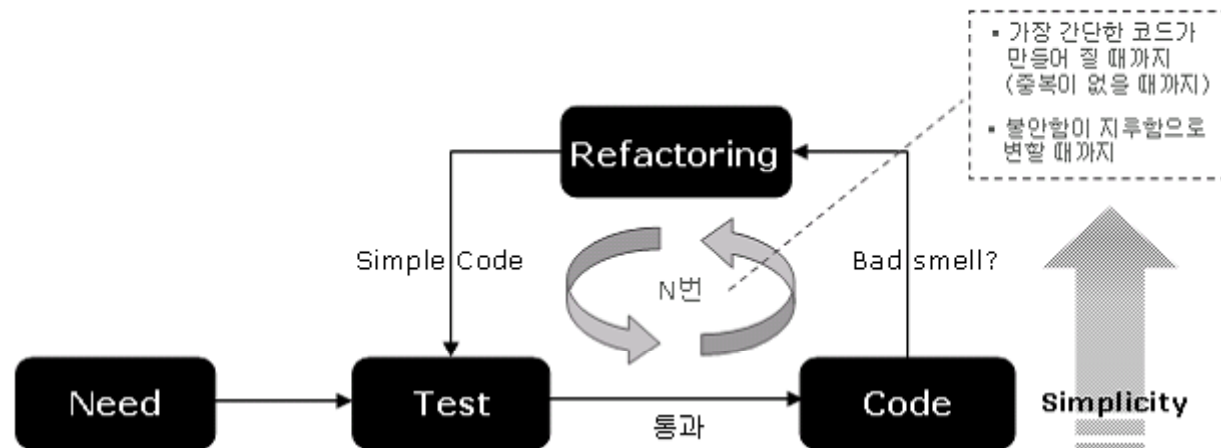 ▪ 가장 간단한 코드가
만들어 질 때까지
(중복이 없을 때까지)
▪ 불안함이 지루함으로
변할 때까지
Refactoring
Simple Code
Bad smell?
N번
Need
Test
Code
Simplicity
통과